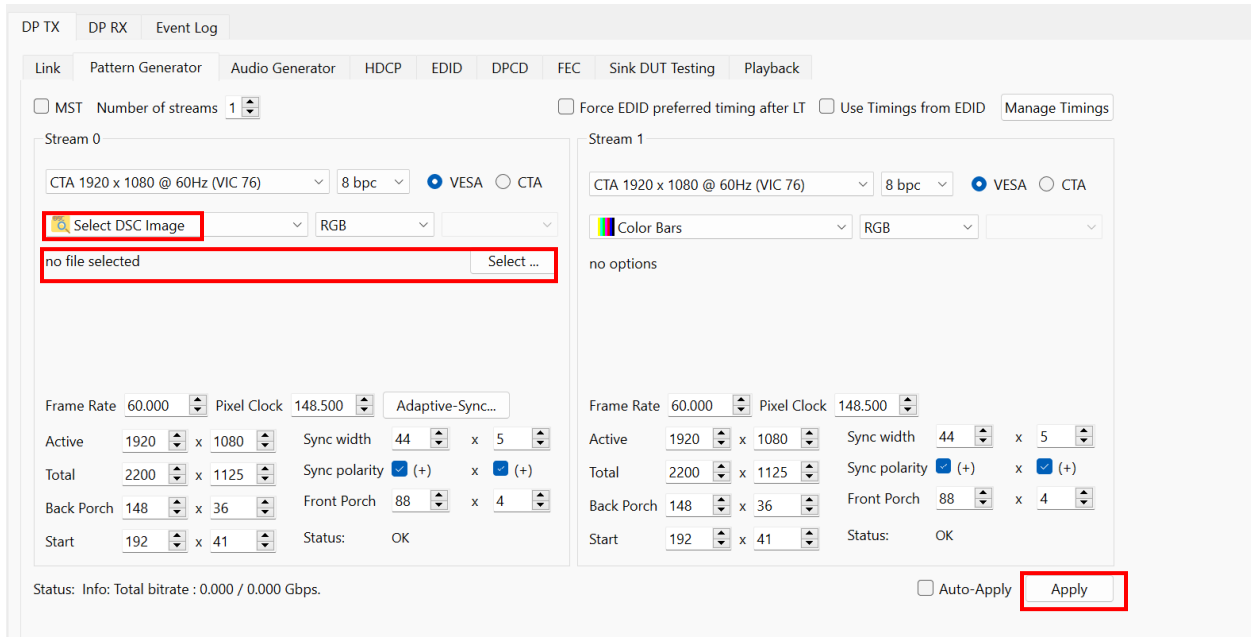 DP TX DP RX Event Log
Link Pattern Generator Audio Generator HDCP EDID DPCD FEC Sink DUT Testing Playback
MST Number of streams 1 Force EDID preferred timing after LT Use Timings from EDID Manage Timings
Stream 0
CTA 1920 x 1080 @ 60Hz (VIC 76) 8 bpc VESA CTA
Select DSC Image RGB
no file selected Select ...
Frame Rate 60.000 Pixel Clock 148.500 Adaptive-Sync...
Active 1920 x 1080 Sync width 44 x 5
Total 2200 x 1125 Sync polarity (+) x (+)
Back Porch 148 x 36 Front Porch 88 x 4
Start 192 x 41 Status: OK
Stream 1
CTA 1920 x 1080 @ 60Hz (VIC 76) 8 bpc VESA CTA
Color Bars RGB
no options
Frame Rate 60.000 Pixel Clock 148.500
Active 1920 x 1080 Sync width 44 x 5
Total 2200 x 1125 Sync polarity (+) x (+)
Back Porch 148 x 36 Front Porch 88 x 4
Start 192 x 41 Status: OK
Status: Info: Total bitrate : 0.000 / 0.000 Gbps. Auto-Apply Apply